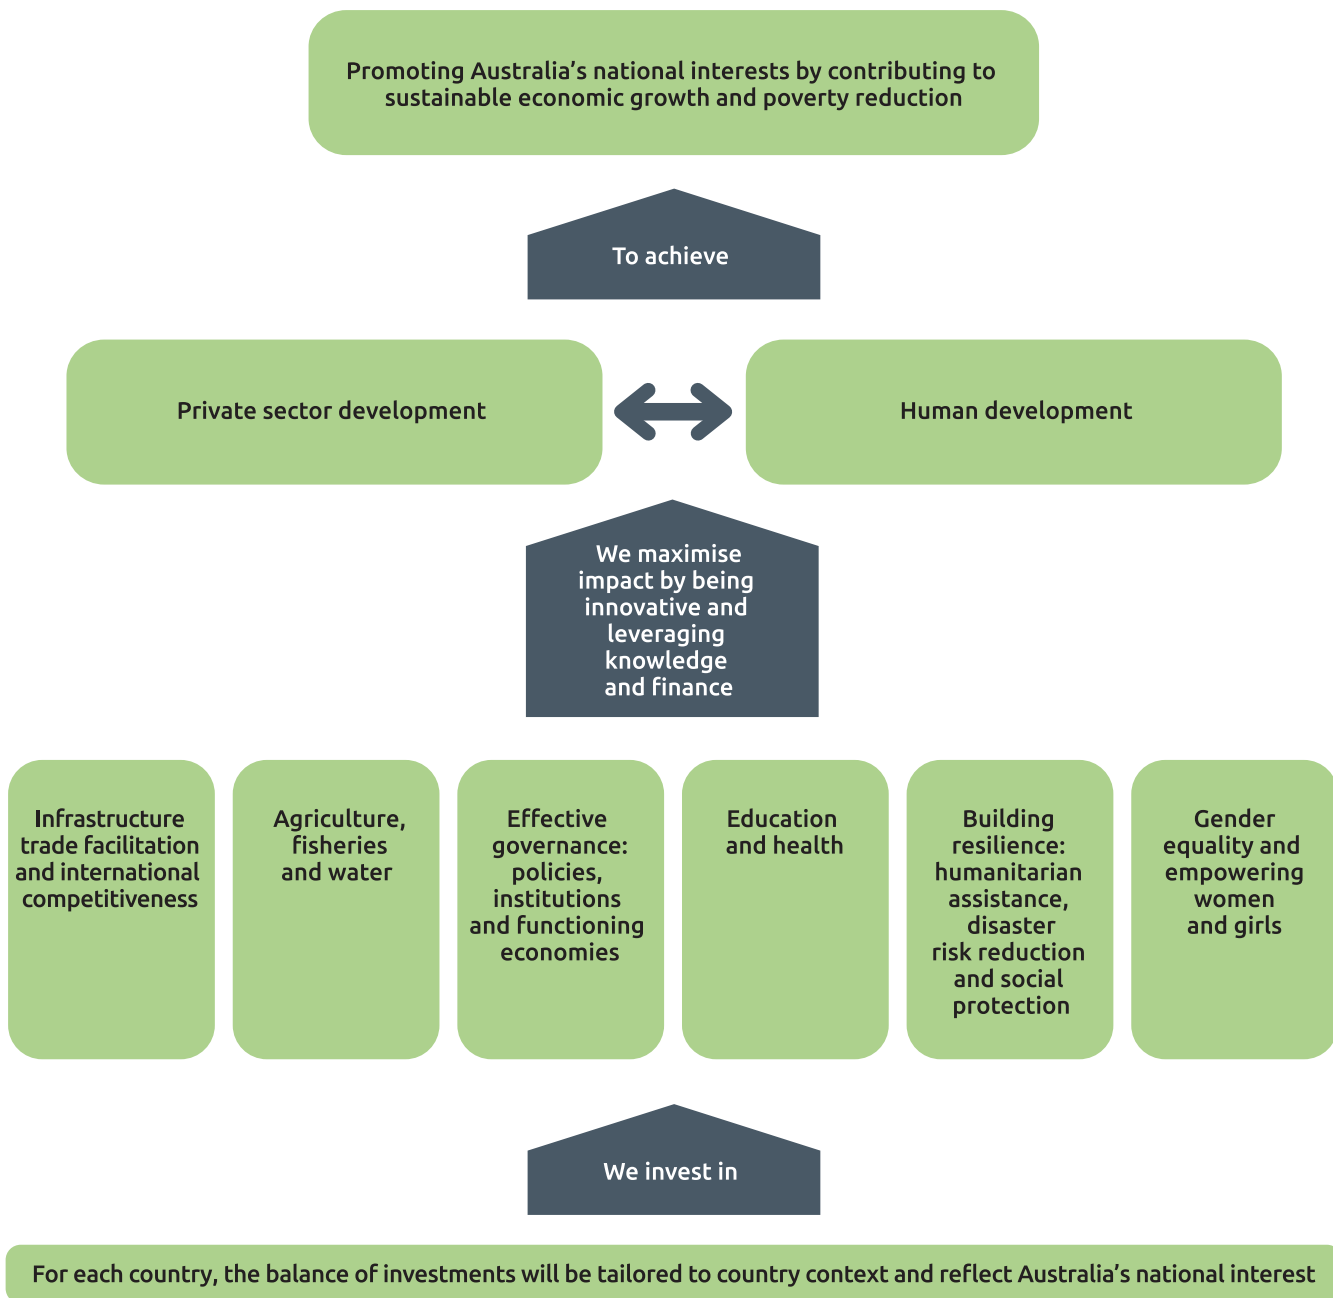 Promoting Australia's national interests by contributing to
sustainable economic growth and poverty reduction
To achieve
Private sector development
Human development
We maximise
impact by being
innovative and
leveraging
knowledge
and finance
Infrastructure
trade facilitation
and international
competitiveness
Agriculture,
fisheries
and water
Effective
governance:
policies,
institutions
and functioning
economies
Education
and health
Building
resilience:
humanitarian
assistance,
disaster
risk reduction
and social
protection
Gender
equality and
empowering
women
and girls
We invest in
For each country, the balance of investments will be tailored to country context and reflect Australia's national interest